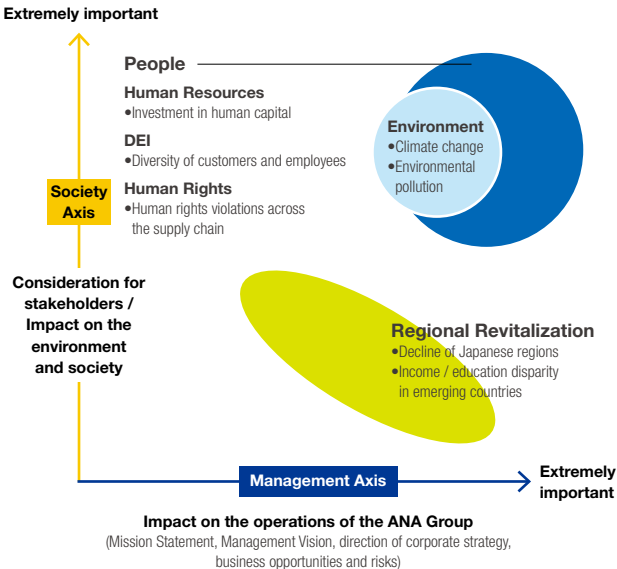 Extremely important
People
Human Resources
•Investment in human capital
DEI
•Diversity of customers and employees
Human Rights
•Human rights violations across
the supply chain
Environment
•Climate change
•Environmental
pollution
Society
Axis
Consideration for
stakeholders /
Impact on the
environment
and society
Regional Revitalization
•Decline of Japanese regions
•Income / education disparity
in emerging countries
Management Axis
Extremely
important
Impact on the operations of the ANA Group
(Mission Statement, Management Vision, direction of corporate strategy,
business opportunities and risks)